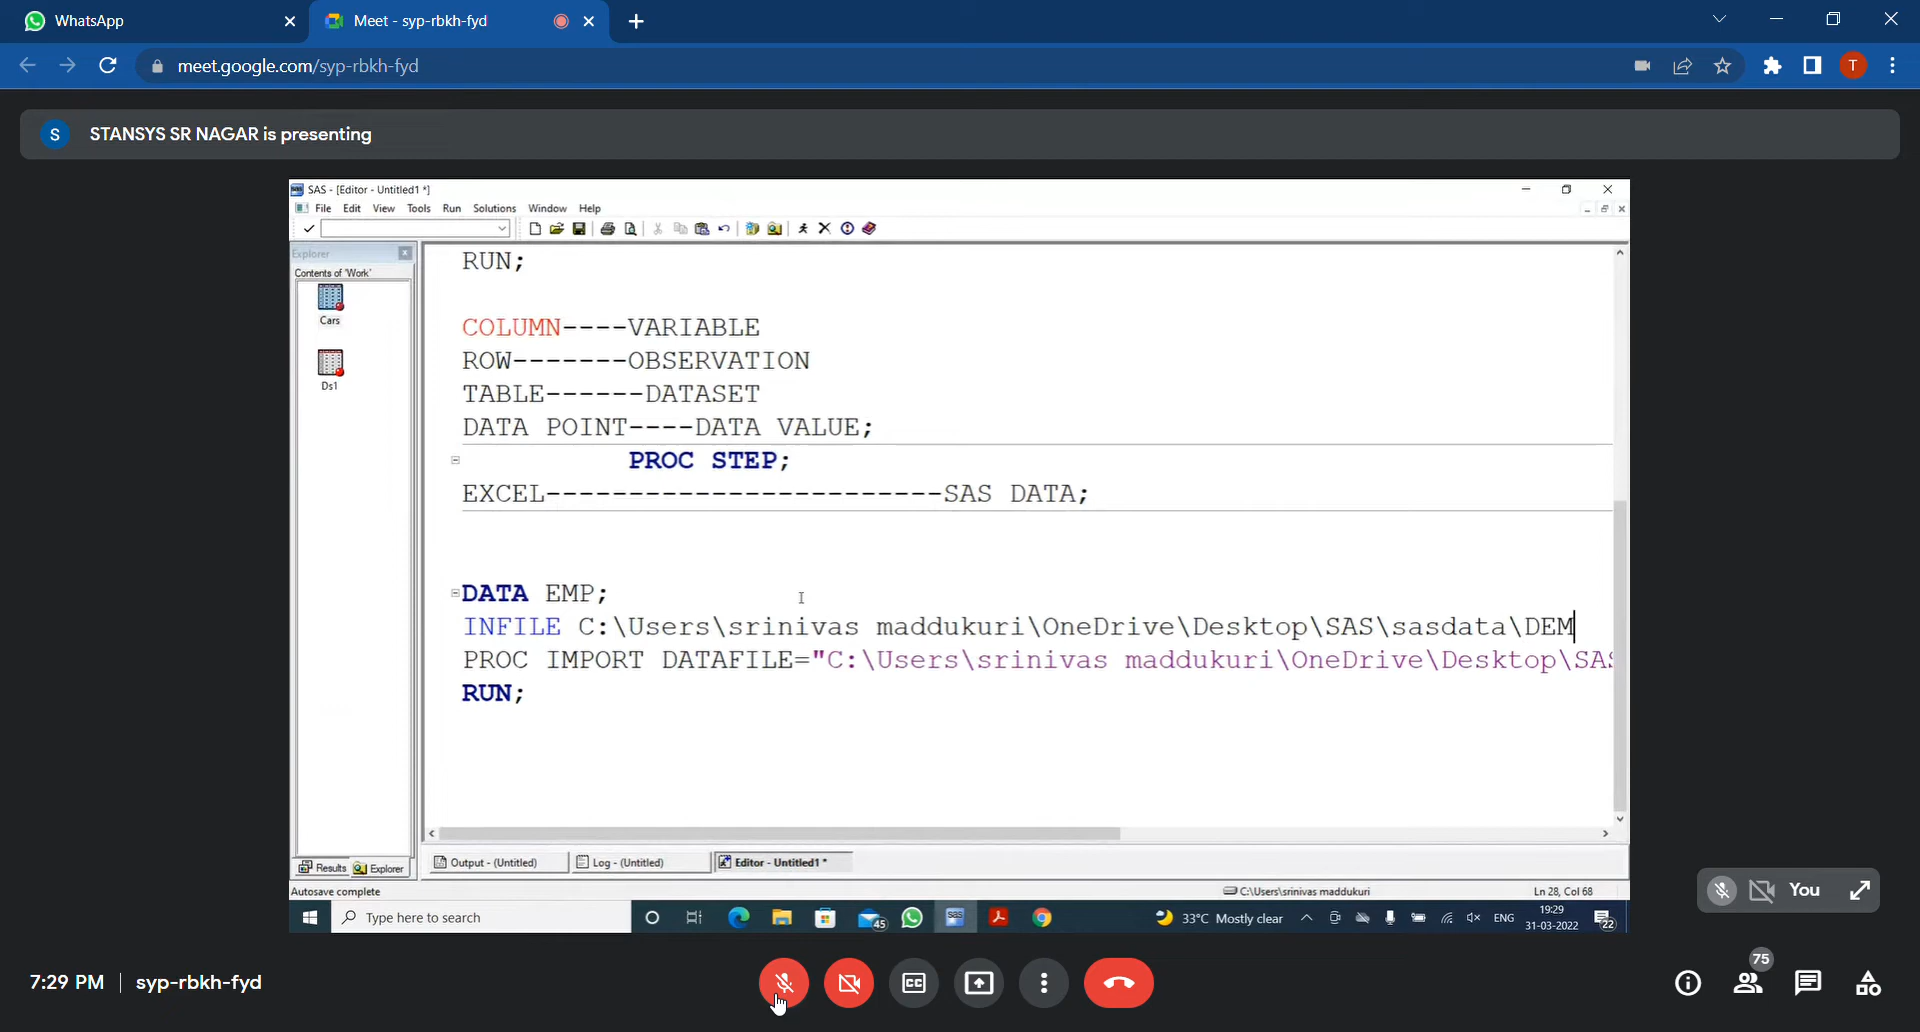 WhatsApp
Meet - syp-rbkh-fyd
meet.google.com/syp-rbkh-fyd
T
S STANSYS SR NAGAR is presenting
SAS - [Editor - Untitled1 *]
File Edit View Tools Run Solutions Window Help
Explorer
Contents of 'Work'
Cars
Ds1
RUN;
COLUMN----VARIABLE
ROW-------OBSERVATION
TABLE------DATASET
DATA POINT----DATA VALUE;
PROC STEP;
EXCEL------------------------SAS DATA;
DATA EMP;
INFILE C:\Users\srinivas maddukuri\OneDrive\Desktop\SAS\sasdata\DEM
PROC IMPORT DATAFILE="C:\Users\srinivas maddukuri\OneDrive\Desktop\SAS
RUN;
Results Explorer
Output - (Untitled) Log - (Untitled) Editor - Untitled1 *
Autosave complete C:\Users\srinivas maddukuri Ln 28, Col 68
Type here to search
45
sas
33°C Mostly clear
ENG
19:29
31-03-2022
22
You
7:29 PM | syp-rbkh-fyd
CC
75